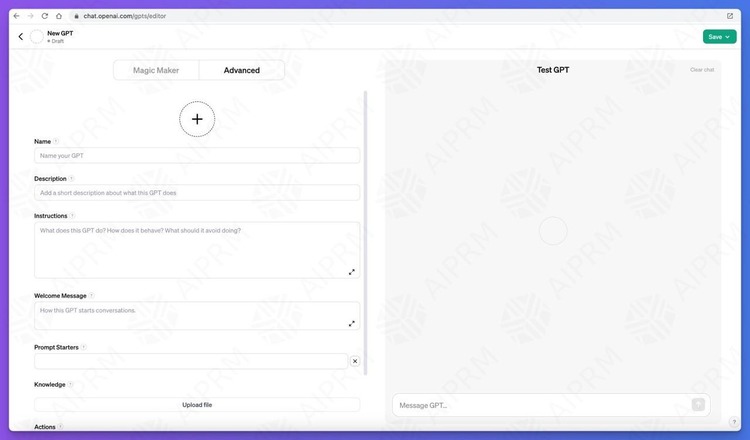 chat.openai.com/gpts/editor
New GPT
Draft
Save
Magic Maker
Advanced
Test GPT
Clear chat
+
Name ?
Name your GPT
Description ?
Add a short description about what this GPT does
Instructions ?
What does this GPT do? How does it behave? What should it avoid doing?
Welcome Message ?
How this GPT starts conversations.
Prompt Starters ?
Knowledge ?
Upload file
Actions ?
Message GPT...
?
AIPRM